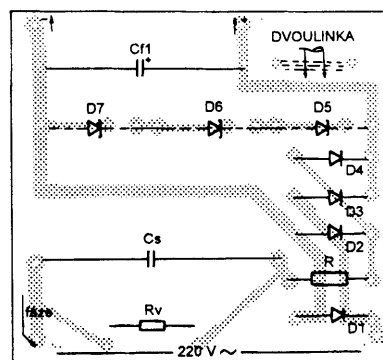 DVOULINKA
Cf1
+
D7 D6 D5
D4
D3
D2
Cs
R
fáze
Rv
D1
220 V ~